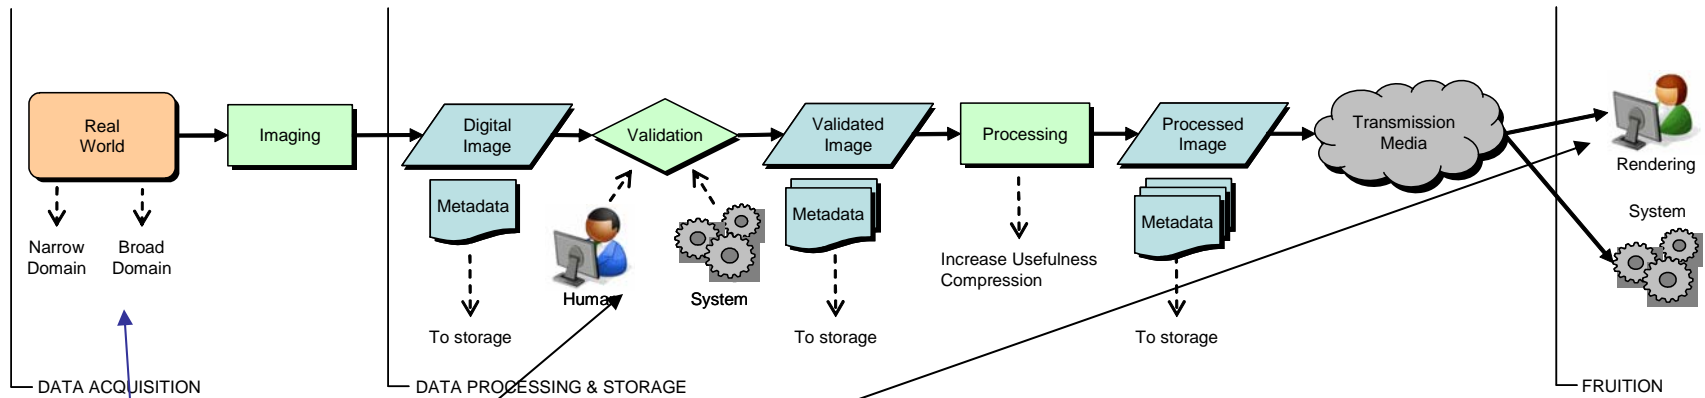 Real
World
Imaging
Digital
Image
Validation
Validated
Image
Processing
Processed
Image
Transmission
Media
Rendering
Metadata
Metadata
Metadata
System
Narrow
Domain
Broad
Domain
Increase Usefulness
Compression
Human
System
To storage
To storage
To storage
DATA ACQUISITION
DATA PROCESSING & STORAGE
FRUITION